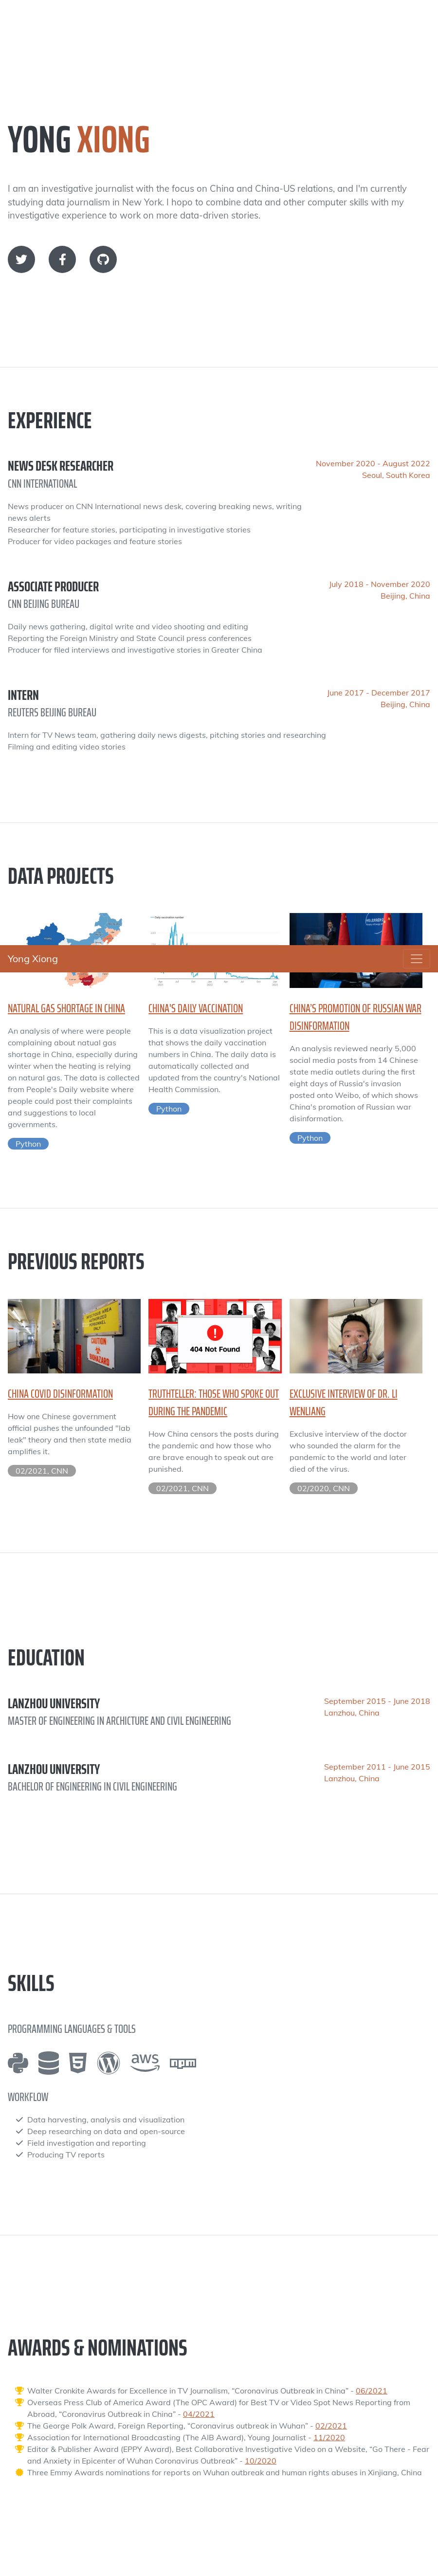 YONG XIONG
I am an investigative journalist with the focus on China and China-US relations, and I'm currently
studying data journalism in New York. I hope to combine data and other computer skills with my
investigative experience to work on more data-driven stories.
EXPERIENCE
NEWS DESK RESEARCHER
November 2020 - August 2022
CNN INTERNATIONAL
Seoul, South Korea
News producer on CNN International news desk, covering breaking news, writing
news alerts
Researcher for feature stories, participating in investigative stories
Producer for video packages and feature stories
ASSOCIATE PRODUCER
July 2018 - November 2020
CNN BEIJING BUREAU
Beijing, China
Daily news gathering, digital write and video shooting and editing
Reporting the Foreign Ministry and State Council press conferences
Producer for filed interviews and investigative stories in Greater China
INTERN
June 2017 - December 2017
REUTERS BEIJING BUREAU
Beijing, China
Intern for TV News team, gathering daily news digests, pitching stories and researching
Filming and editing video stories
DATA PROJECTS
Yong Xiong
NATURAL GAS SHORTAGE IN CHINA
An analysis of where were people
complaining about natual gas
shortage in China, especially during
winter when the heating is relying
on natural gas. The data is collected
from People's Daily website where
people could post their complaints
and suggestions to local
governments.
Python
CHINA'S DAILY VACCINATION
This is a data visualization project
that shows the daily vaccination
numbers in China. The daily data is
automatically collected and
updated from the country's National
Health Commission.
Python
CHINA'S PROMOTION OF RUSSIAN WAR
DISINFORMATION
An analysis reviewed nearly 5,000
social media posts from 14 Chinese
state media outlets during the first
eight days of Russia's invasion
posted onto Weibo, of which shows
China's promotion of Russian war
disinformation.
Python
PREVIOUS REPORTS
CAUTION
BIOHAZARD
404 Not Found
CHINA COVID DISINFORMATION
How one Chinese government
official pushes the unfounded "lab
leak" theory and then state media
amplifies it.
02/2021, CNN
TRUTHTELLER: THOSE WHO SPOKE OUT
DURING THE PANDEMIC
How China censors the posts during
the pandemic and how those who
are brave enough to speak out are
punished.
02/2021, CNN
EXCLUSIVE INTERVIEW OF DR. LI
WENLIANG
Exclusive interview of the doctor
who sounded the alarm for the
pandemic to the world and later
died of the virus.
02/2020, CNN
EDUCATION
LANZHOU UNIVERSITY
September 2015 - June 2018
MASTER OF ENGINEERING IN ARCHICTURE AND CIVIL ENGINEERING
Lanzhou, China
LANZHOU UNIVERSITY
September 2011 - June 2015
BACHELOR OF ENGINEERING IN CIVIL ENGINEERING
Lanzhou, China
SKILLS
PROGRAMMING LANGUAGES & TOOLS
aws
npm
WORKFLOW
Data harvesting, analysis and visualization
Deep researching on data and open-source
Field investigation and reporting
Producing TV reports
AWARDS & NOMINATIONS
Walter Cronkite Awards for Excellence in TV Journalism, “Coronavirus Outbreak in China” - 06/2021
Overseas Press Club of America Award (The OPC Award) for Best TV or Video Spot News Reporting from
Abroad, “Coronavirus Outbreak in China” - 04/2021
The George Polk Award, Foreign Reporting, “Coronavirus outbreak in Wuhan” - 02/2021
Association for International Broadcasting (The AIB Award), Young Journalist - 11/2020
Editor & Publisher Award (EPPY Award), Best Collaborative Investigative Video on a Website, “Go There - Fear
and Anxiety in Epicenter of Wuhan Coronavirus Outbreak” - 10/2020
Three Emmy Awards nominations for reports on Wuhan outbreak and human rights abuses in Xinjiang, China